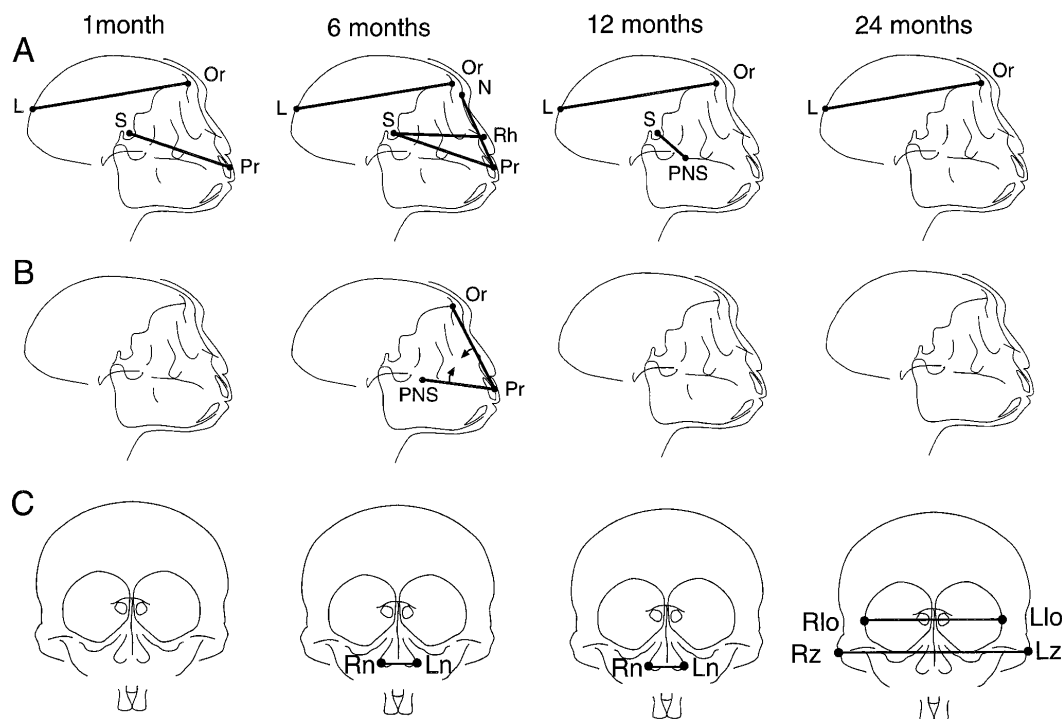 1month 6 months 12 months 24 months
A
Or Or Or Or
N
L L L L
S S S
Rh
Pr Pr
PNS
B
Or
PNS Pr
C
Rlo Llo
Rn Ln Rn Ln Rz Lz